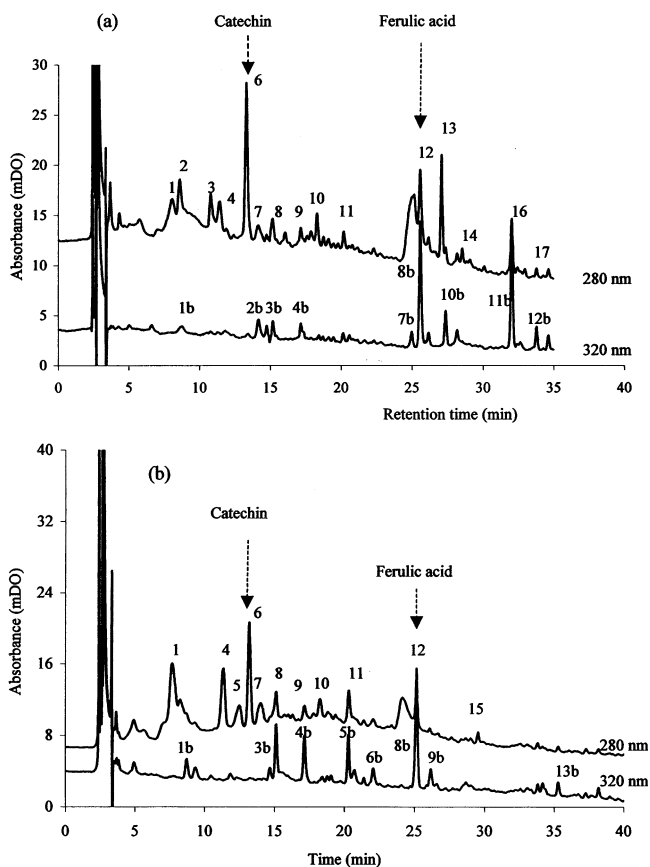 (a)
Catechin
Ferulic acid
Absorbance (mDO)
30
25
20
15
10
5
0
6
1
2
3
4
7
8
9
10
11
12
13
14
16
17
280 nm
1b
2b
3b
4b
7b
8b
10b
11b
12b
320 nm
0 5 10 15 20 25 30 35 40
Retention time (min)
(b)
Catechin
Ferulic acid
Absorbance (mDO)
40
32
24
16
8
0
1
4
5
6
7
8
9
10
11
12
15
280 nm
1b
3b
4b
5b
6b
8b
9b
13b
320 nm
0 5 10 15 20 25 30 35 40
Time (min)